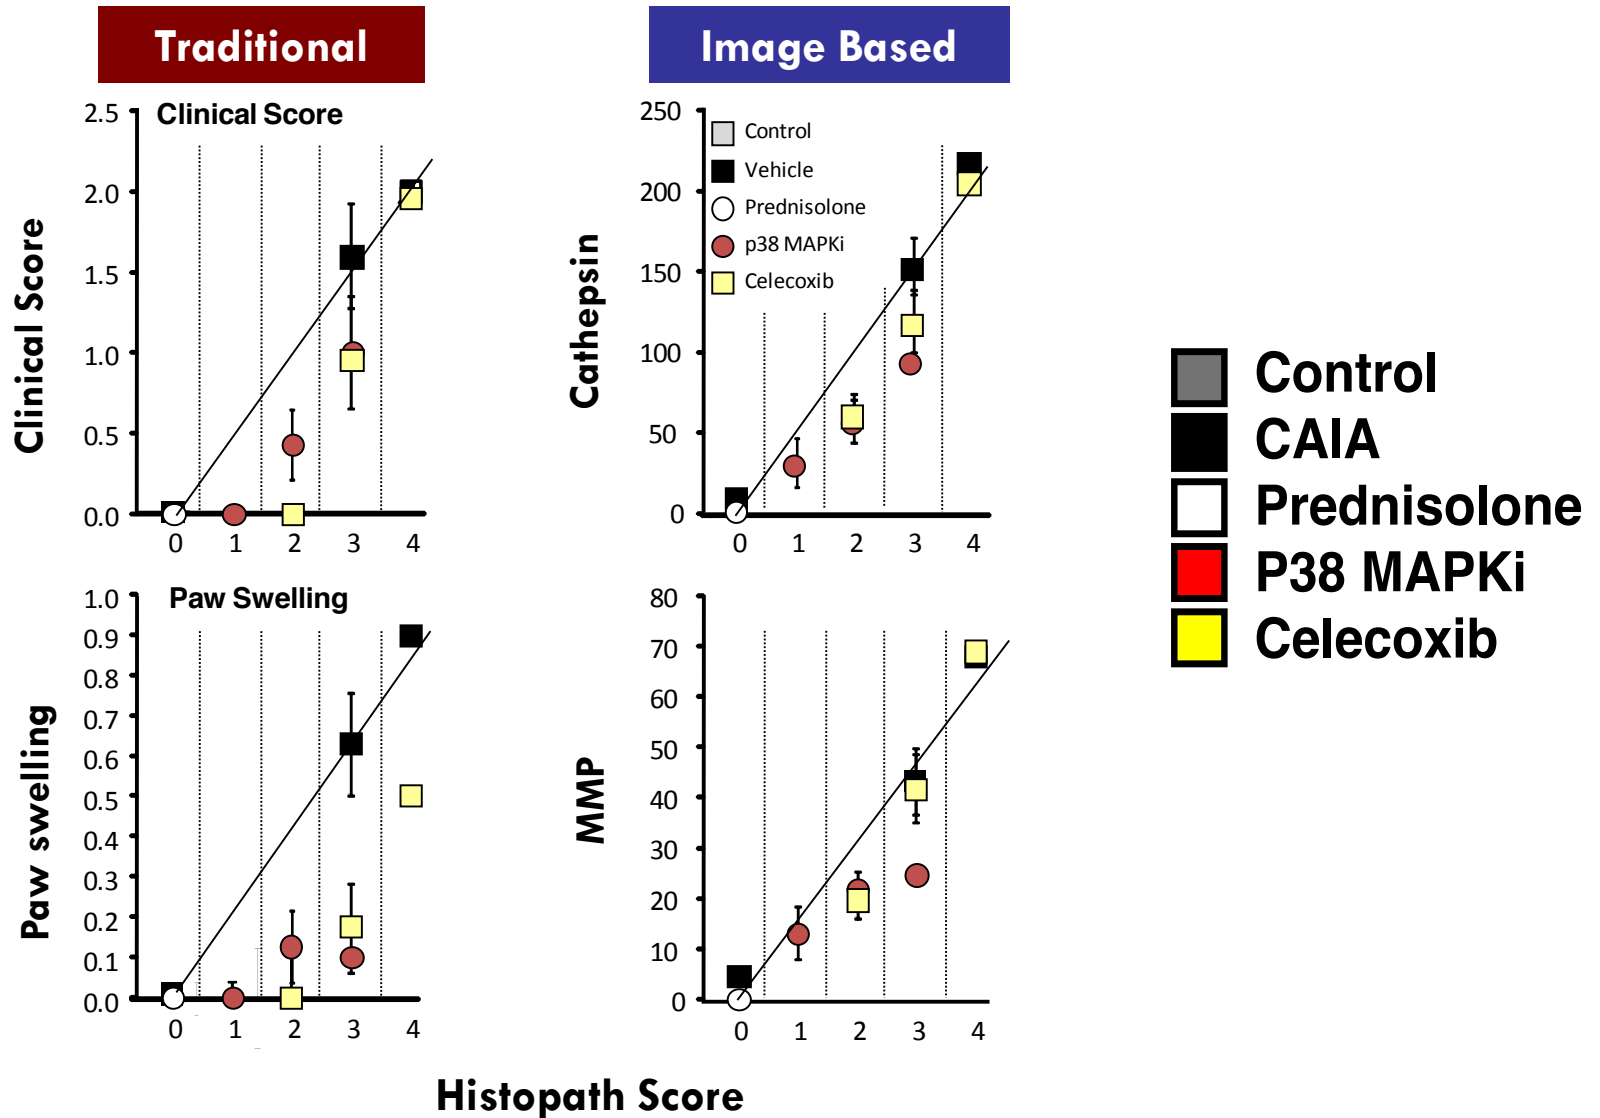 Traditional
Image Based
Clinical Score
Clinical Score
2.5
2.0
1.5
1.0
0.5
0.0
0 1 2 3 4
Cathepsin
250
200
150
100
50
0
Control
Vehicle
Prednisolone
p38 MAPKi
Celecoxib
0 1 2 3 4
Paw swelling
Paw Swelling
1.0
0.9
0.8
0.7
0.6
0.5
0.4
0.3
0.2
0.1
0.0
0 1 2 3 4
MMP
80
70
60
50
40
30
20
10
0
0 1 2 3 4
Histopath Score
Control
CAIA
Prednisolone
P38 MAPKi
Celecoxib